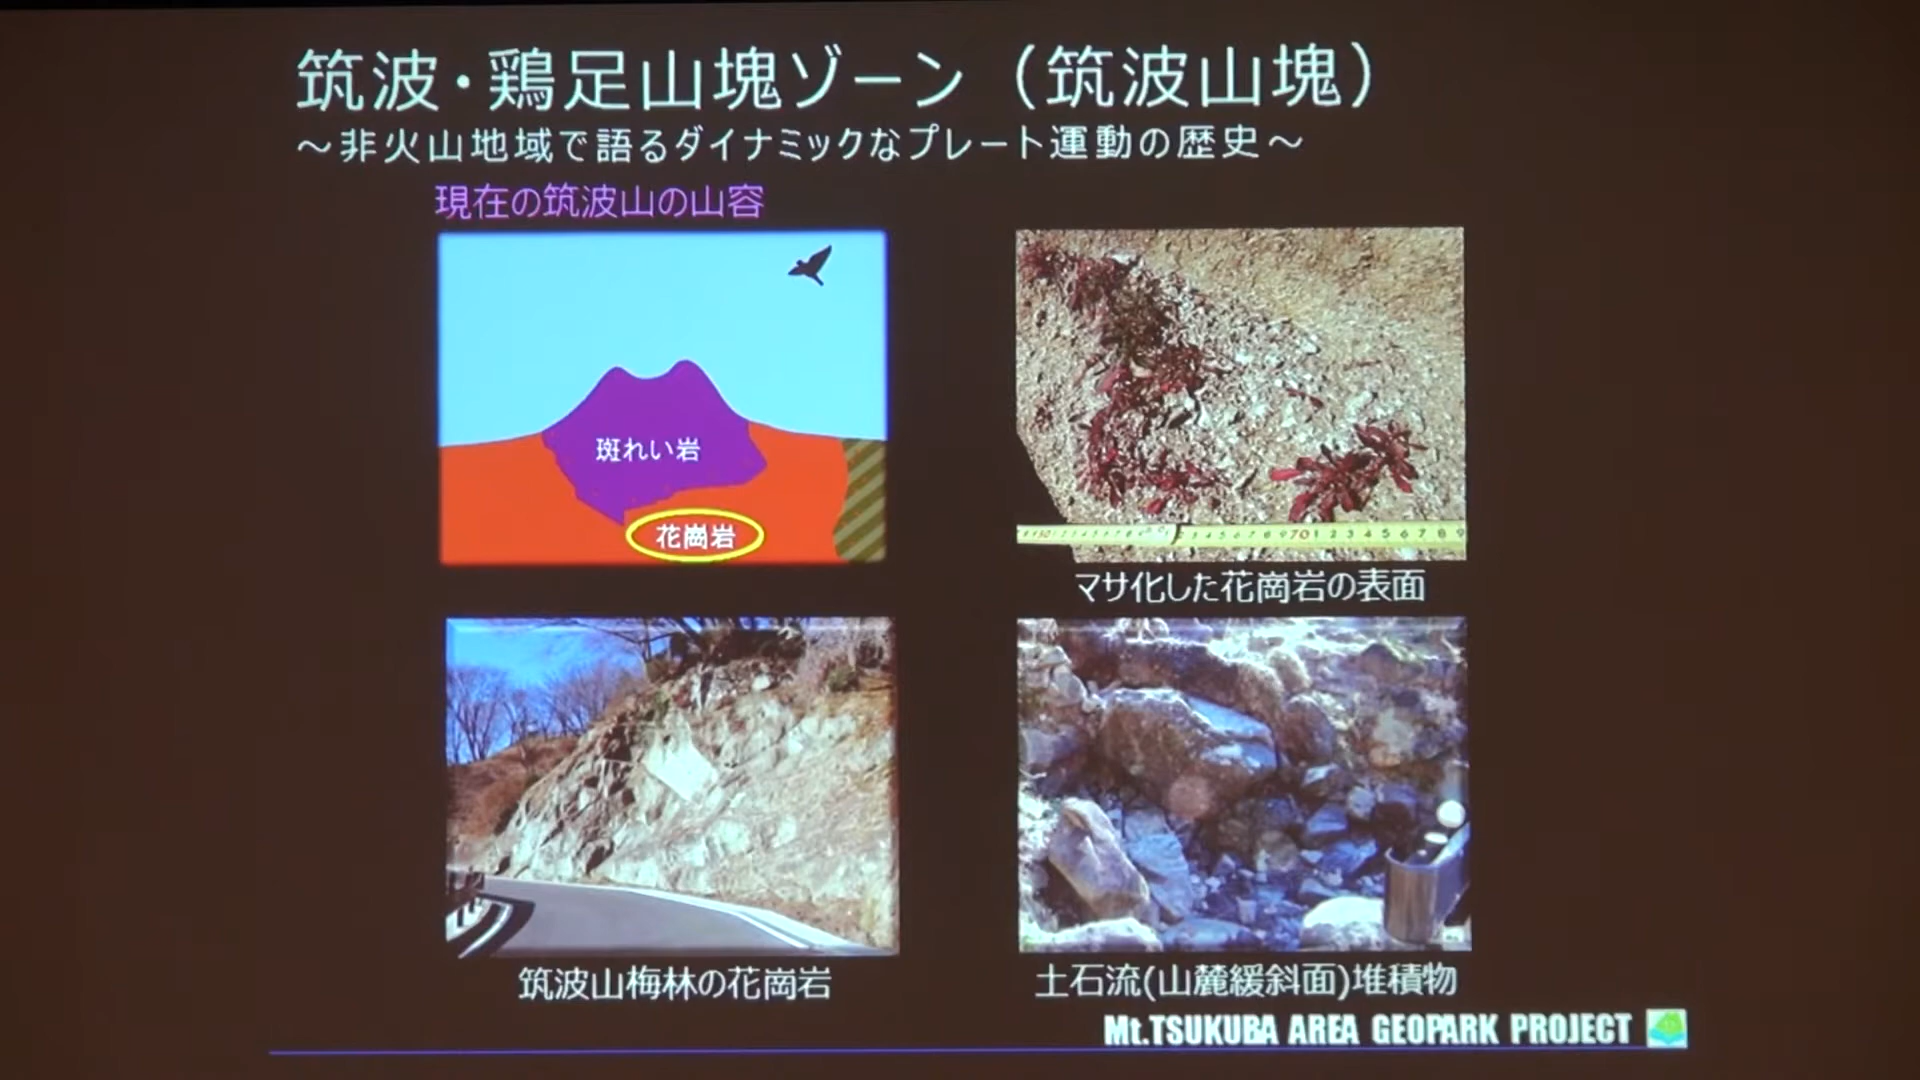 筑波・鶏足山塊ゾーン（筑波山塊）
～非火山地域で語るダイナミックなプレート運動の歴史～
現在の筑波山の山容
斑れい岩
花崗岩
マサ化した花崗岩の表面
筑波山梅林の花崗岩
土石流(山麓緩斜面)堆積物
Mt.TSUKUBA AREA GEOPARK PROJECT